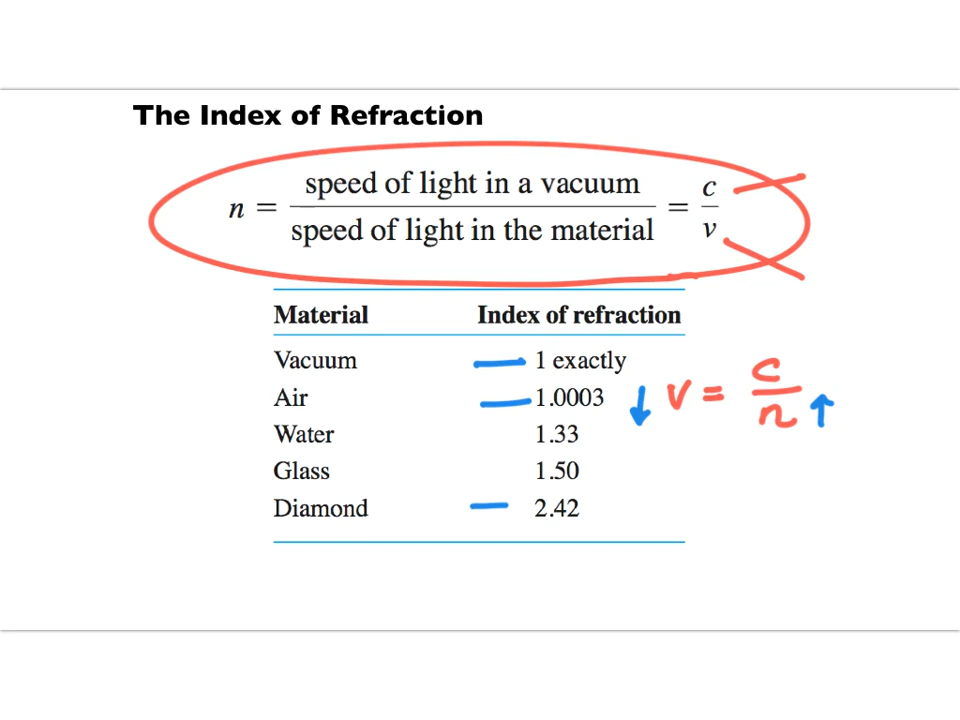 The Index of Refraction
n = speed of light in a vacuum / speed of light in the material = c / v
Material Index of refraction
Vacuum 1 exactly
Air 1.0003
↓ v = c / n ↑
Water 1.33
Glass 1.50
Diamond 2.42